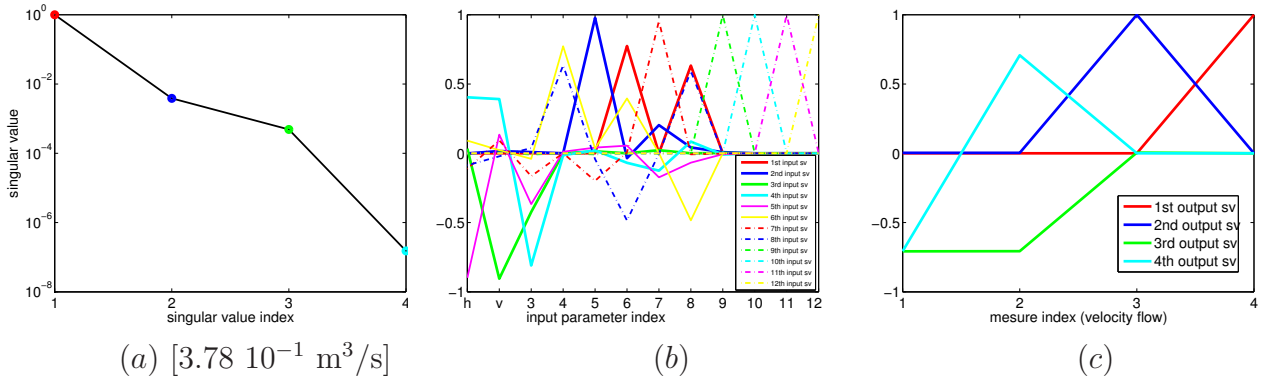 10^0
10^-2
10^-4
10^-6
10^-8
singular value
1 2 3 4
singular value index
(a) [3.78 10^-1 m^3/s]
1
0.5
0
−0.5
−1
h v 3 4 5 6 7 8 9 10 11 12
input parameter index
1st input sv
2nd input sv
3rd input sv
4th input sv
5th input sv
6th input sv
7th input sv
8th input sv
9th input sv
10th input sv
11th input sv
12th input sv
(b)
1
0.5
0
−0.5
−1
1 2 3 4
mesure index (velocity flow)
1st output sv
2nd output sv
3rd output sv
4th output sv
(c)